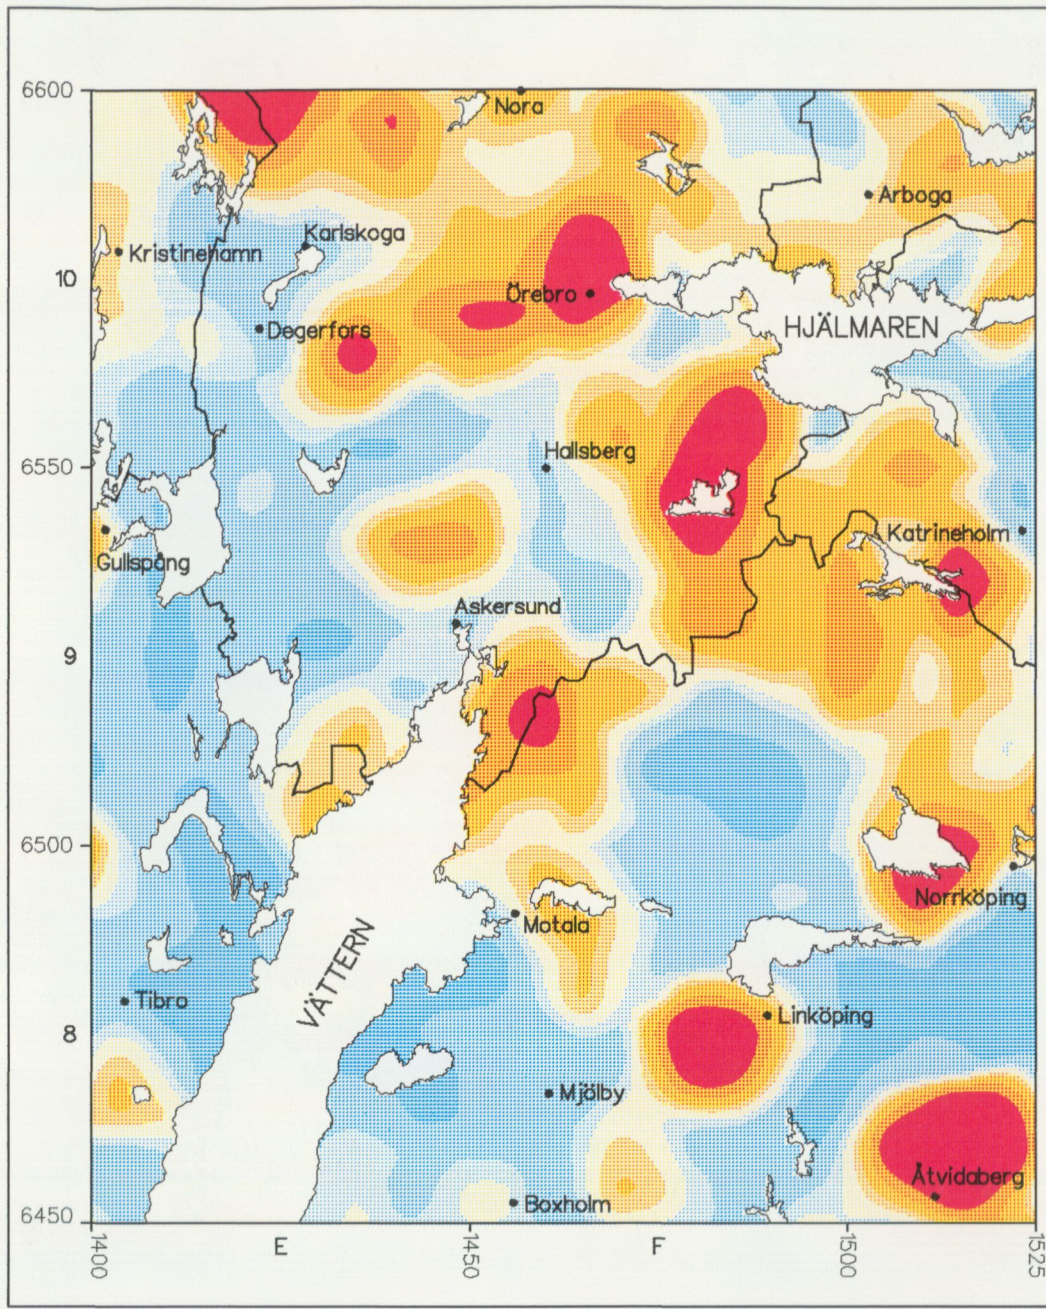 6600
Nora
Arboga
Karlskoga
Kristinehamn
10
Örebro
HJÄLMAREN
Degerfors
Hallsberg
6550
Katrineholm
Gullspång
Askersund
9
6500
Norrköping
Motala
VÄTTERN
Tibro
Linköping
8
Mjölby
Åtvidaberg
Boxholm
6450
1400
E
1450
F
1500
1525